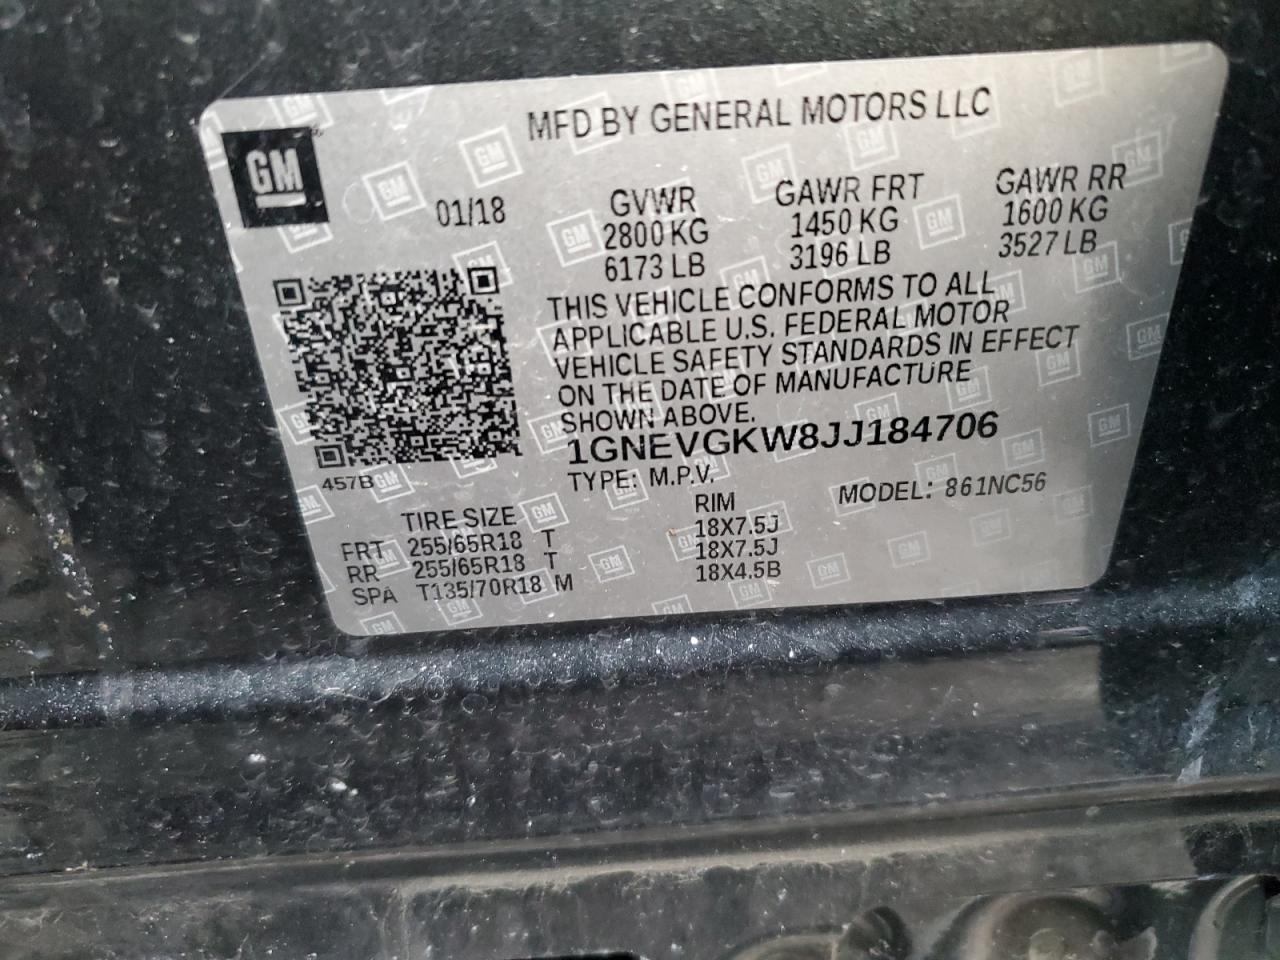 MFD BY GENERAL MOTORS LLC
GM
01/18
GVWR GAWR FRT GAWR RR
2800 KG 1450 KG 1600 KG
6173 LB 3196 LB 3527 LB
THIS VEHICLE CONFORMS TO ALL
APPLICABLE U.S. FEDERAL MOTOR
VEHICLE SAFETY STANDARDS IN EFFECT
ON THE DATE OF MANUFACTURE
SHOWN ABOVE.
1GNEVGKW8JJ184706
457B
TYPE: M.P.V. MODEL: 861NC56
TIRE SIZE RIM
FRT 255/65R18 T 18X7.5J
RR 255/65R18 T 18X7.5J
SPA T135/70R18 M 18X4.5B